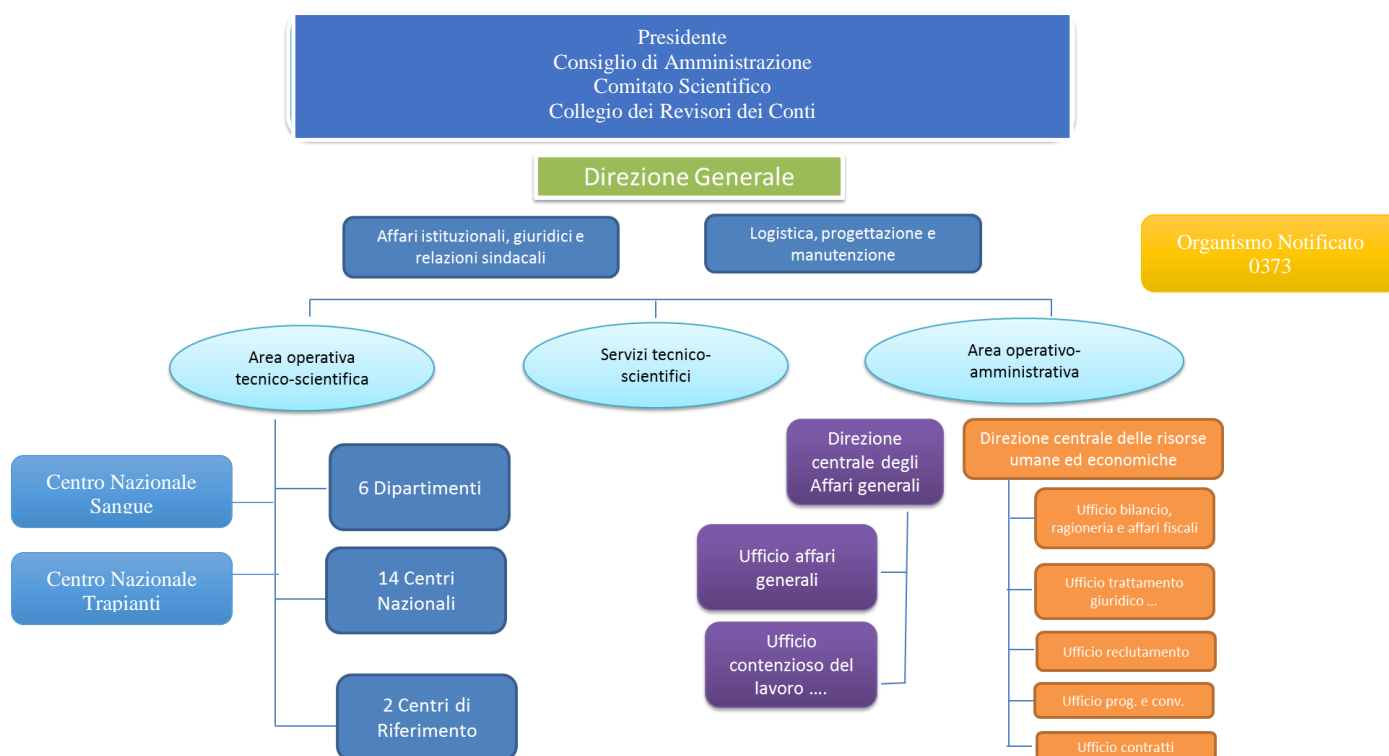 Presidente
Consiglio di Amministrazione
Comitato Scientifico
Collegio dei Revisori dei Conti
Direzione Generale
Affari istituzionali, giuridici e
relazioni sindacali
Logistica, progettazione e
manutenzione
Organismo Notificato
0373
Area operativa
tecnico-scientifica
Servizi tecnico-
scientifici
Area operativo-
amministrativa
Centro Nazionale
Sangue
Centro Nazionale
Trapianti
6 Dipartimenti
14 Centri
Nazionali
2 Centri di
Riferimento
Direzione
centrale degli
Affari generali
Ufficio affari
generali
Ufficio
contenzioso del
lavoro ....
Direzione centrale delle risorse
umane ed economiche
Ufficio bilancio,
ragioneria e affari fiscali
Ufficio trattamento
giuridico ...
Ufficio reclutamento
Ufficio prog. e conv.
Ufficio contratti